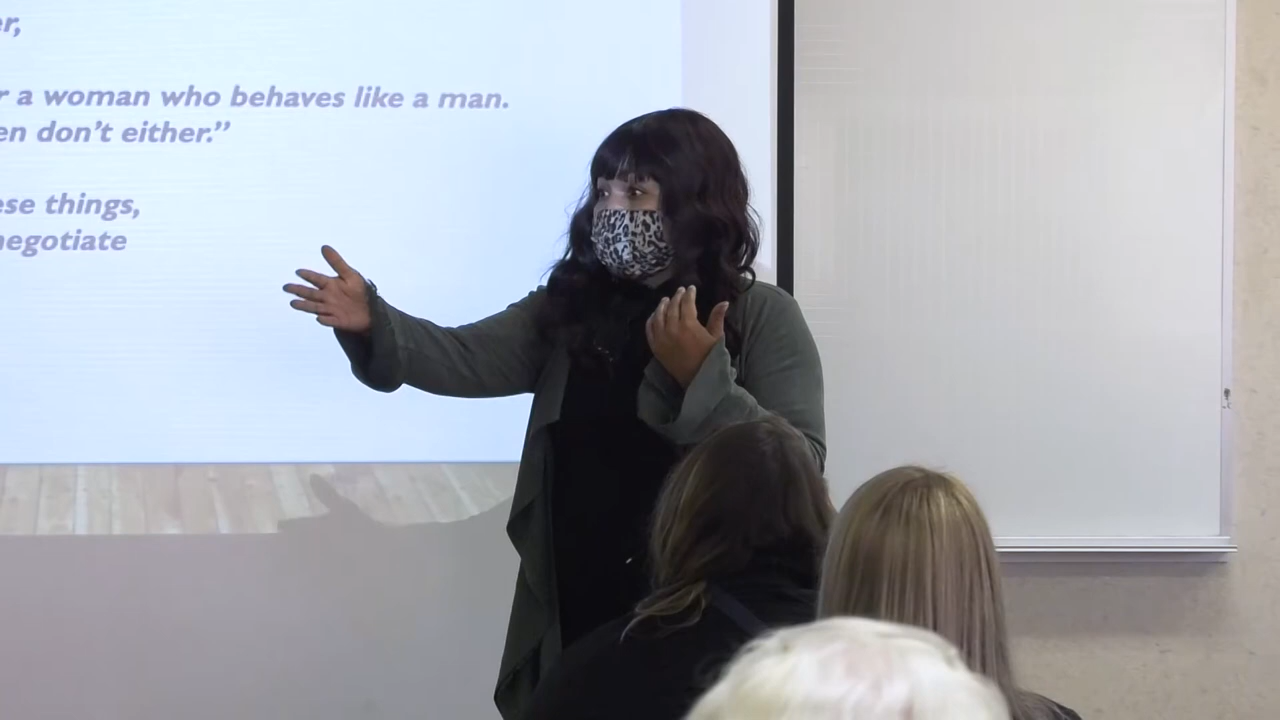 er,
r a woman who behaves like a man.
en don't either.”
ese things,
negotiate